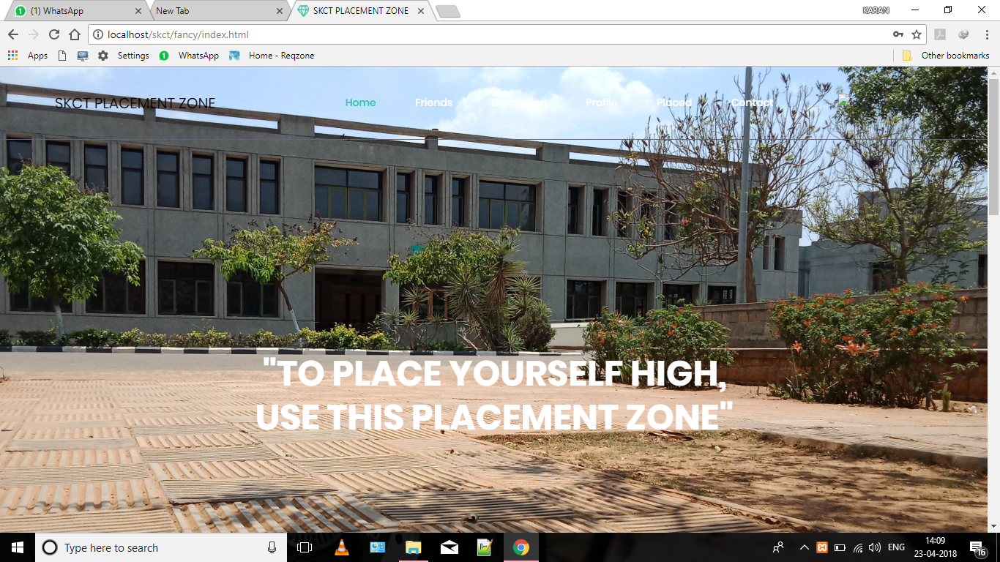 (1) WhatsApp
New Tab
SKCT PLACEMENT ZONE
KARAN
localhost/skct/fancy/index.html
Apps
Settings
WhatsApp
Home - Reqzone
Other bookmarks
SKCT PLACEMENT ZONE
Home Friends Discussion Profile Placed Contact
"TO PLACE YOURSELF HIGH,
USE THIS PLACEMENT ZONE"
Type here to search
ENG
14:09
23-04-2018
16